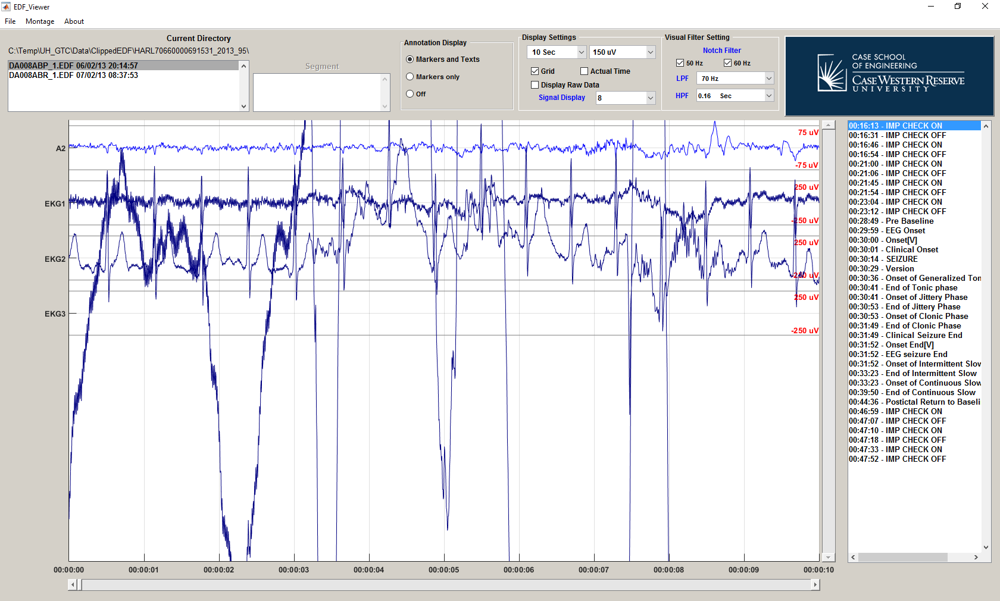 EDF_Viewer
File Montage About
Current Directory
C:\Temp\UH_GTC\Data\ClippedEDF\HARL70660000691531_2013_95\
DA008ABP_1.EDF 06/02/13 20:14:57
DA008ABR_1.EDF 07/02/13 08:37:53
Segment
Annotation Display
Markers and Texts
Markers only
Off
Display Settings
10 Sec
150 uV
Grid
Actual Time
Display Raw Data
Signal Display
8
Visual Filter Setting
Notch Filter
50 Hz
60 Hz
LPF
70 Hz
HPF
0.16 Sec
CASE SCHOOL
OF ENGINEERING
CASE WESTERN RESERVE
UNIVERSITY
A2
75 uV
-75 uV
EKG1
250 uV
-250 uV
EKG2
250 uV
EKG3
250 uV
-250 uV
00:00:00
00:00:01
00:00:02
00:00:03
00:00:04
00:00:05
00:00:06
00:00:07
00:00:08
00:00:09
00:00:10
00:16:13 - IMP CHECK ON
00:16:31 - IMP CHECK OFF
00:16:46 - IMP CHECK ON
00:16:54 - IMP CHECK OFF
00:21:00 - IMP CHECK ON
00:21:06 - IMP CHECK OFF
00:21:45 - IMP CHECK ON
00:21:54 - IMP CHECK OFF
00:23:04 - IMP CHECK ON
00:23:12 - IMP CHECK OFF
00:28:49 - Pre Baseline
00:29:59 - EEG Onset
00:30:00 - Onset[V]
00:30:01 - Clinical Onset
00:30:14 - SEIZURE
00:30:29 - Version
00:30:36 - Onset of Generalized Ton
00:30:41 - End of Tonic phase
00:30:41 - Onset of Jittery Phase
00:30:53 - End of Jittery Phase
00:30:53 - Onset of Clonic Phase
00:31:49 - End of Clonic Phase
00:31:49 - Clinical Seizure End
00:31:52 - Onset End[V]
00:31:52 - EEG seizure End
00:31:52 - Onset of Intermittent Slow
00:33:23 - End of Intermittent Slow
00:33:23 - Onset of Continuous Slow
00:39:50 - End of Continuous Slow
00:44:36 - Postictal Return to Baseli
00:46:59 - IMP CHECK ON
00:47:07 - IMP CHECK OFF
00:47:10 - IMP CHECK ON
00:47:18 - IMP CHECK OFF
00:47:33 - IMP CHECK ON
00:47:52 - IMP CHECK OFF